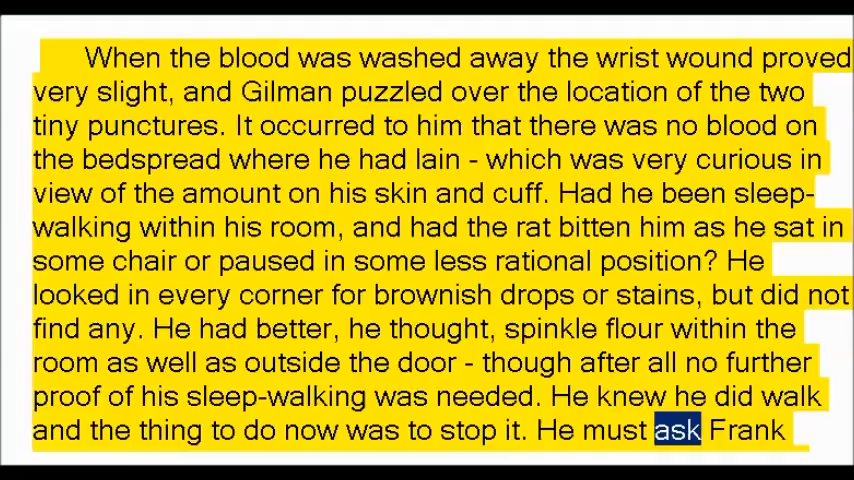 When the blood was washed away the wrist wound proved
very slight, and Gilman puzzled over the location of the two
tiny punctures. It occurred to him that there was no blood on
the bedspread where he had lain - which was very curious in
view of the amount on his skin and cuff. Had he been sleep-
walking within his room, and had the rat bitten him as he sat in
some chair or paused in some less rational position? He
looked in every corner for brownish drops or stains, but did not
find any. He had better, he thought, spinkle flour within the
room as well as outside the door - though after all no further
proof of his sleep-walking was needed. He knew he did walk
and the thing to do now was to stop it. He must ask Frank